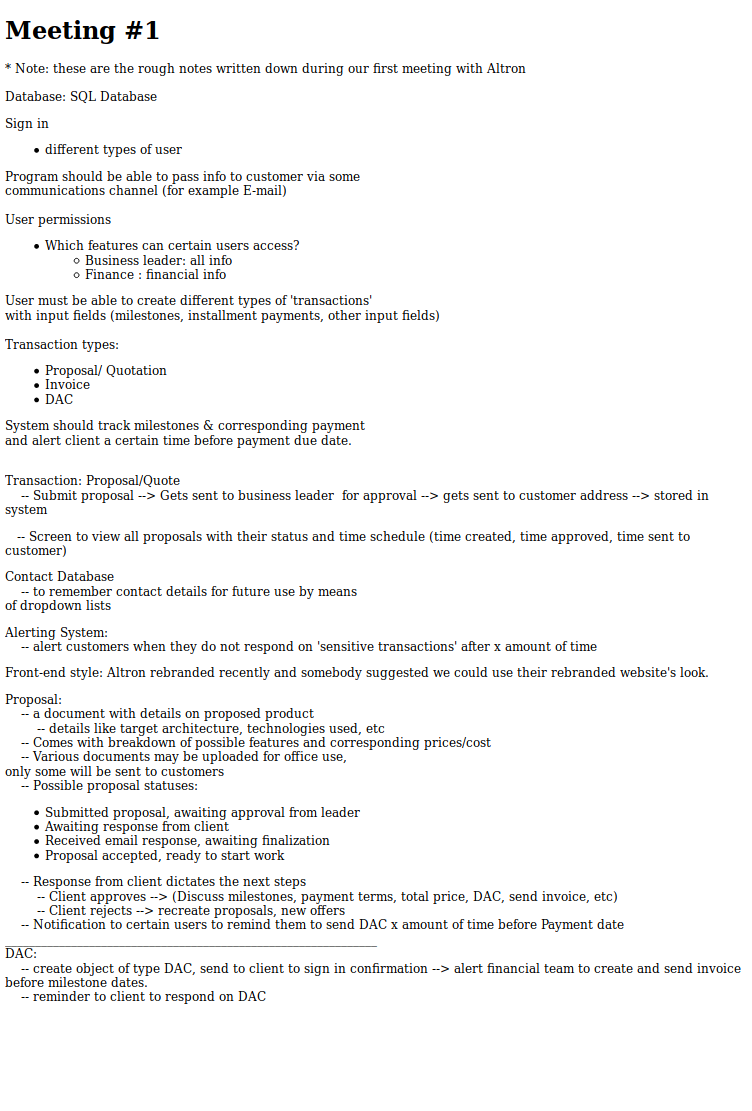 Meeting #1
* Note: these are the rough notes written down during our first meeting with Altron
Database: SQL Database
Sign in
• different types of user
Program should be able to pass info to customer via some
communications channel (for example E-mail)
User permissions
• Which features can certain users access?
◦ Business leader: all info
◦ Finance : financial info
User must be able to create different types of 'transactions'
with input fields (milestones, installment payments, other input fields)
Transaction types:
• Proposal/ Quotation
• Invoice
• DAC
System should track milestones & corresponding payment
and alert client a certain time before payment due date.
Transaction: Proposal/Quote
-- Submit proposal --> Gets sent to business leader  for approval --> gets sent to customer address --> stored in
system
-- Screen to view all proposals with their status and time schedule (time created, time approved, time sent to
customer)
Contact Database
-- to remember contact details for future use by means
of dropdown lists
Alerting System:
-- alert customers when they do not respond on 'sensitive transactions' after x amount of time
Front-end style: Altron rebranded recently and somebody suggested we could use their rebranded website's look.
Proposal:
-- a document with details on proposed product
-- details like target architecture, technologies used, etc
-- Comes with breakdown of possible features and corresponding prices/cost
-- Various documents may be uploaded for office use,
only some will be sent to customers
-- Possible proposal statuses:
• Submitted proposal, awaiting approval from leader
• Awaiting response from client
• Received email response, awaiting finalization
• Proposal accepted, ready to start work
-- Response from client dictates the next steps
-- Client approves --> (Discuss milestones, payment terms, total price, DAC, send invoice, etc)
-- Client rejects --> recreate proposals, new offers
-- Notification to certain users to remind them to send DAC x amount of time before Payment date
DAC:
-- create object of type DAC, send to client to sign in confirmation --> alert financial team to create and send invoice
before milestone dates.
-- reminder to client to respond on DAC